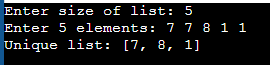 Enter size of list: 5
Enter 5 elements: 7 7 8 1 1
Unique list: [7, 8, 1]